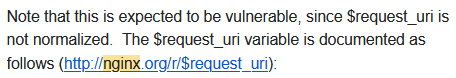 Note that this is expected to be vulnerable, since $request_uri is
not normalized.  The $request_uri variable is documented as
follows (http://nginx.org/r/$request_uri):